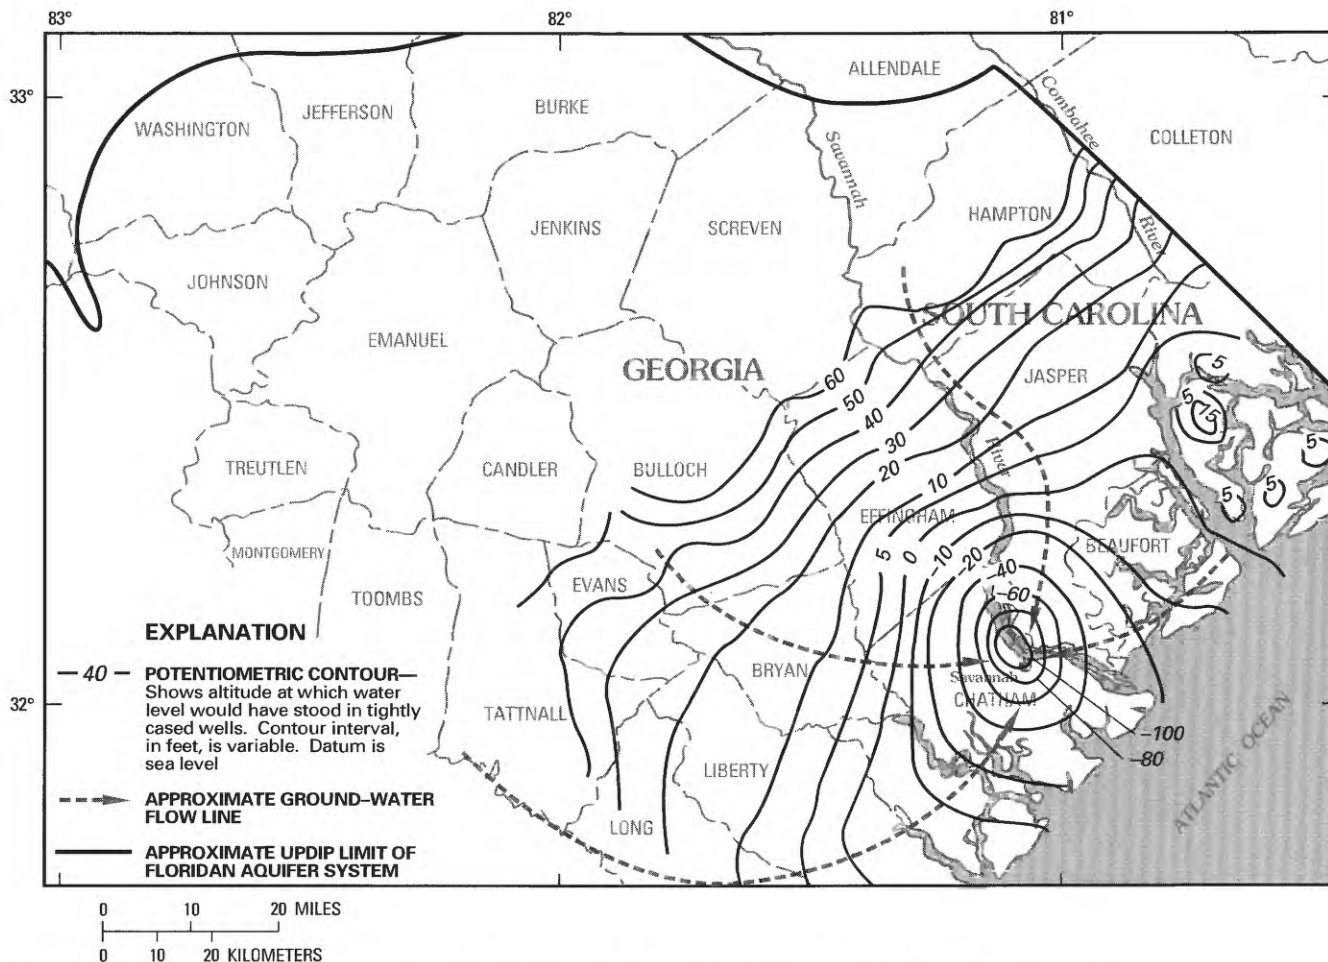 83°
82°
81°
33°
32°
ALLENDALE
Combahee
River
COLLETON
WASHINGTON
JEFFERSON
BURKE
Savannah
River
HAMPTON
JENKINS
SCREVEN
JOHNSON
SOUTH CAROLINA
EMANUEL
GEORGIA
JASPER
60
50
40
30
20
10
5
0
-10
-20
-40
-60
5
5
15
5
5
5
TREUTLEN
CANDLER
BULLOCH
EFFINGHAM
BEAUFORT
MONTGOMERY
TOOMBS
EVANS
BRYAN
Savannah
CHATHAM
TATTNALL
LIBERTY
LONG
-100
-80
ATLANTIC OCEAN
EXPLANATION
— 40 — POTENTIOMETRIC CONTOUR—
Shows altitude at which water
level would have stood in tightly
cased wells. Contour interval,
in feet, is variable. Datum is
sea level
APPROXIMATE GROUND–WATER
FLOW LINE
APPROXIMATE UPDIP LIMIT OF
FLORIDAN AQUIFER SYSTEM
0 10 20 MILES
0 10 20 KILOMETERS